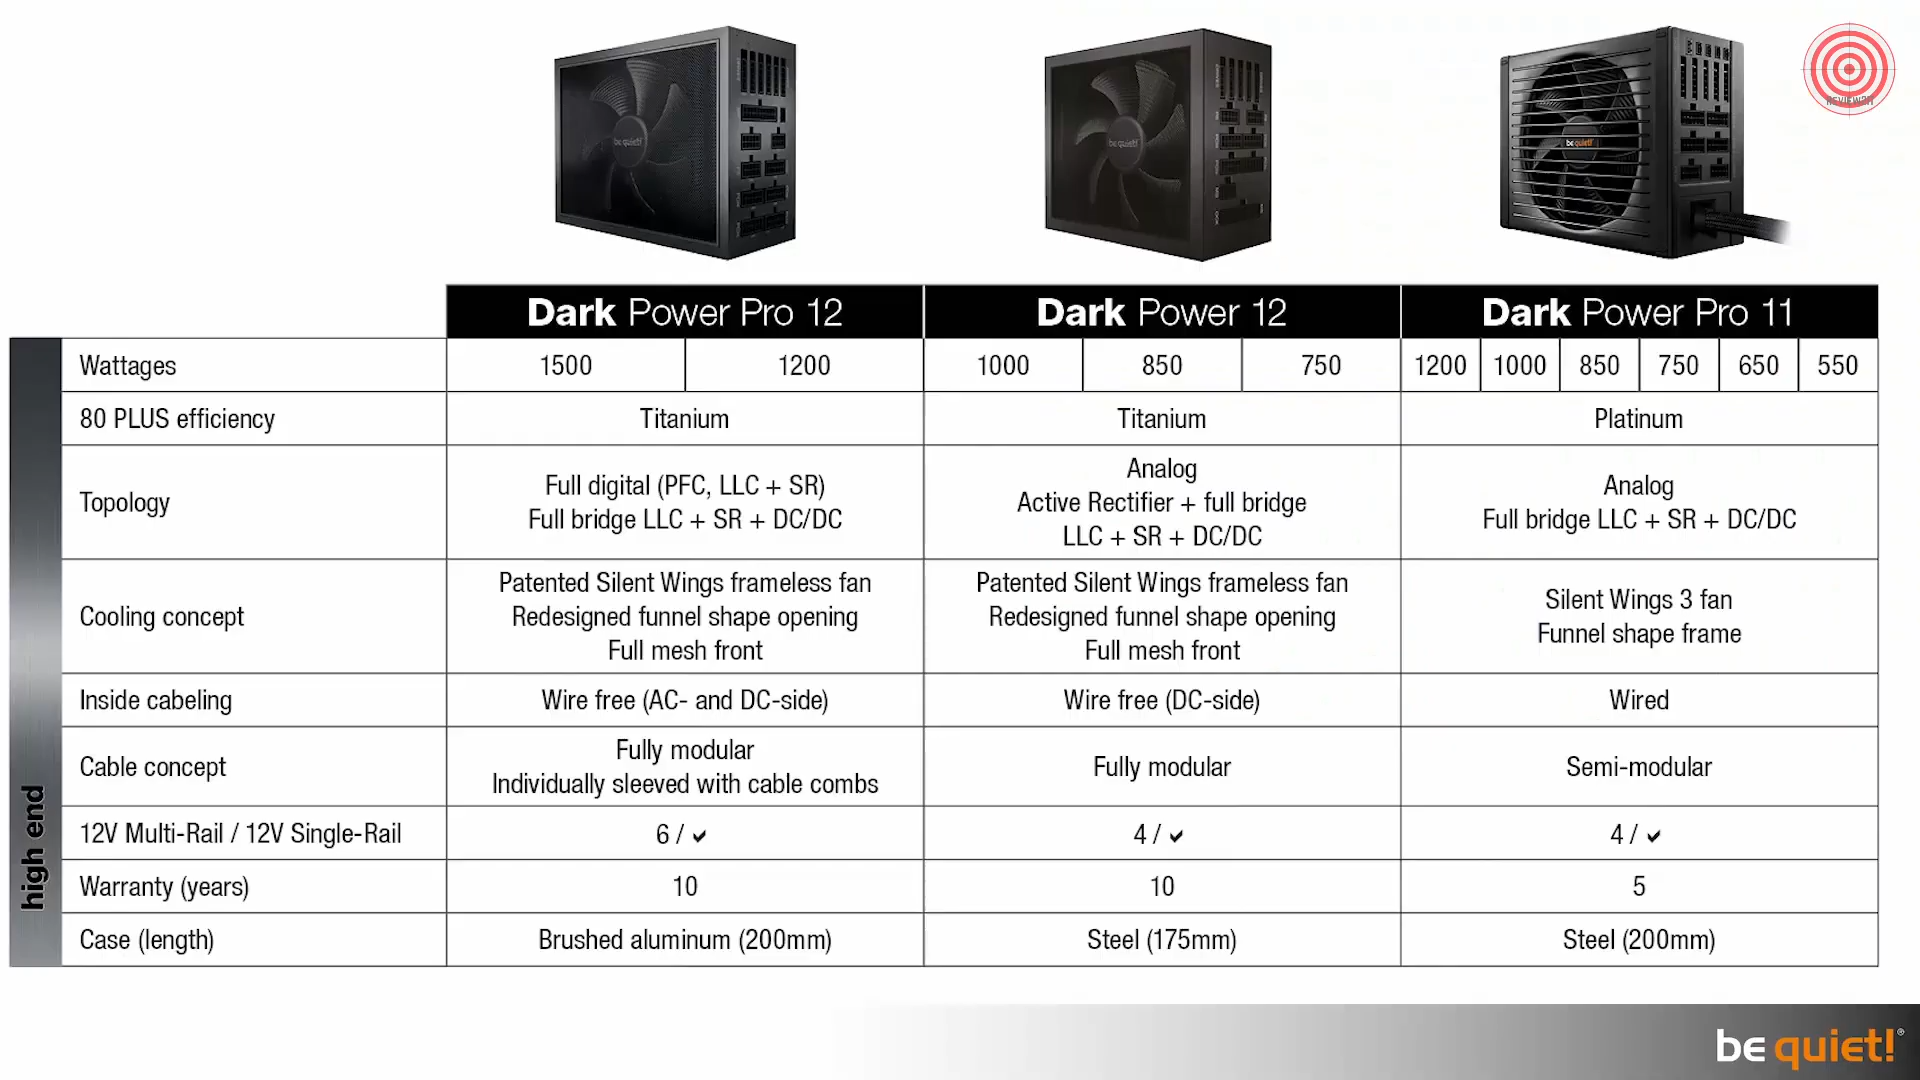 be quiet!
be quiet!
be quiet!
Dark Power Pro 12
Dark Power 12
Dark Power Pro 11
high end
Wattages
1500
1200
1000
850
750
1200
1000
850
750
650
550
80 PLUS efficiency
Titanium
Titanium
Platinum
Topology
Full digital (PFC, LLC + SR)
Full bridge LLC + SR + DC/DC
Analog
Active Rectifier + full bridge
LLC + SR + DC/DC
Analog
Full bridge LLC + SR + DC/DC
Cooling concept
Patented Silent Wings frameless fan
Redesigned funnel shape opening
Full mesh front
Patented Silent Wings frameless fan
Redesigned funnel shape opening
Full mesh front
Silent Wings 3 fan
Funnel shape frame
Inside cabeling
Wire free (AC- and DC-side)
Wire free (DC-side)
Wired
Cable concept
Fully modular
Individually sleeved with cable combs
Fully modular
Semi-modular
12V Multi-Rail / 12V Single-Rail
6 / ✓
4 / ✓
4 / ✓
Warranty (years)
10
10
5
Case (length)
Brushed aluminum (200mm)
Steel (175mm)
Steel (200mm)
be quiet!®